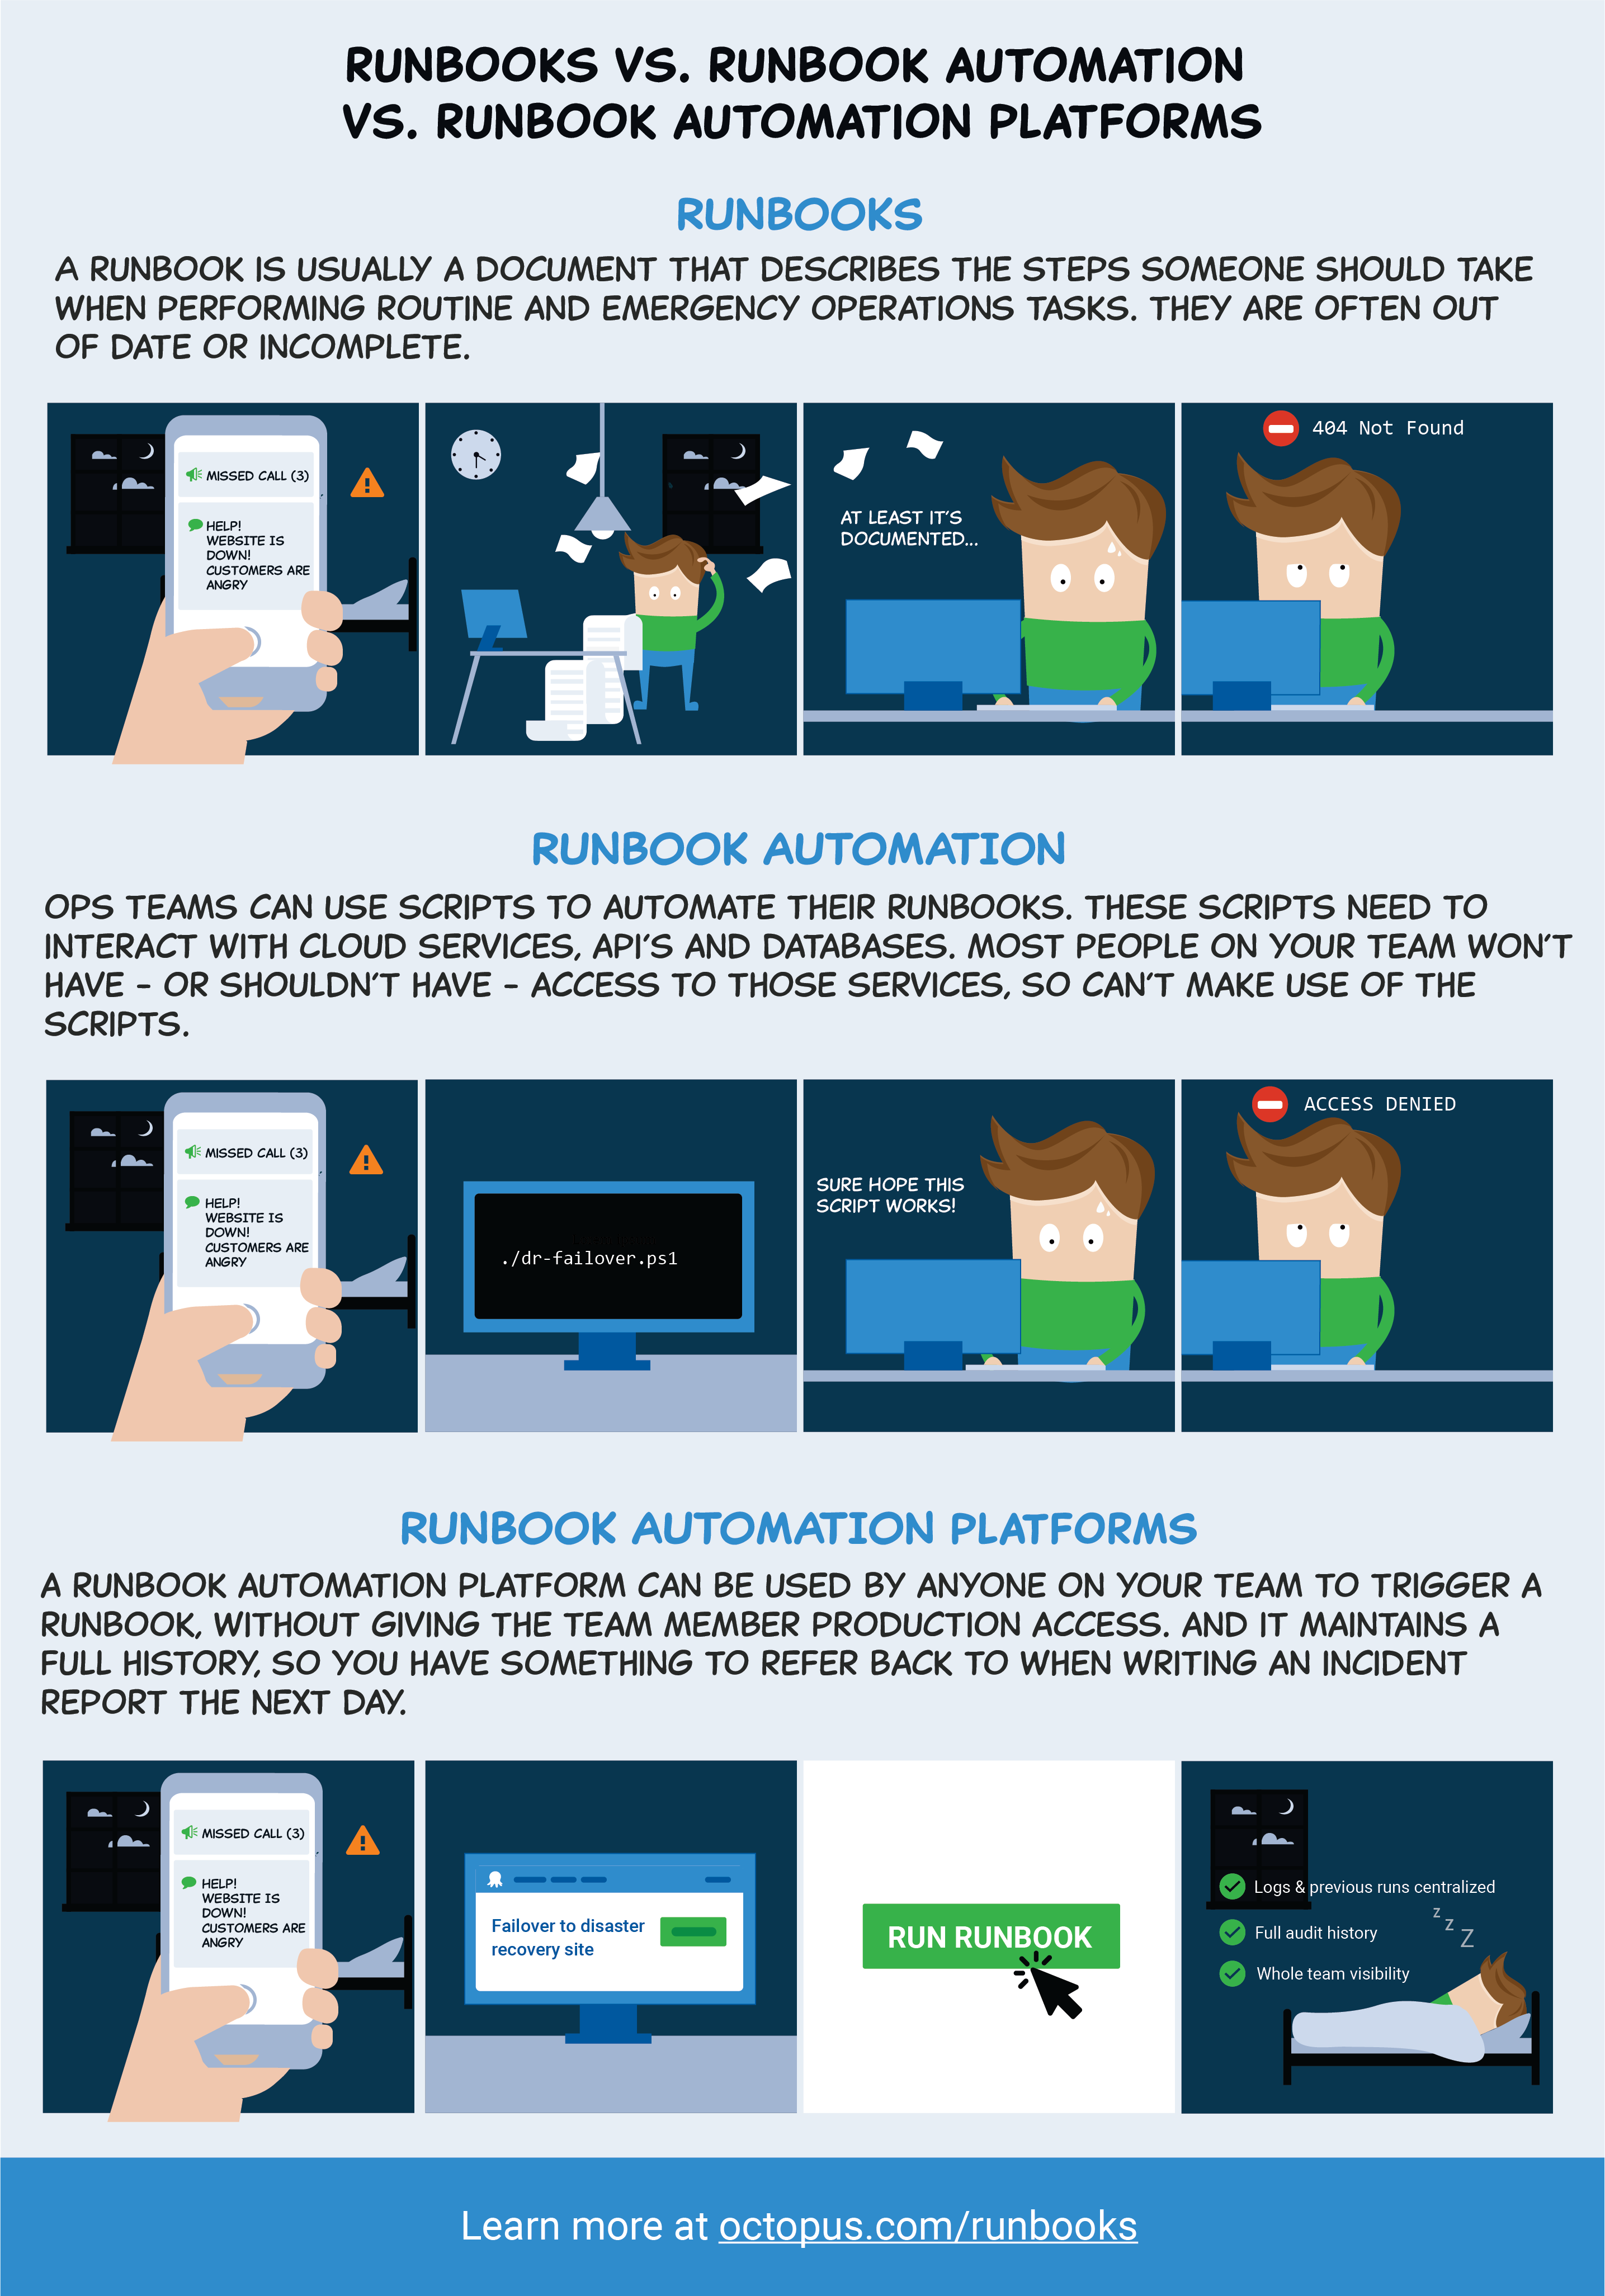 RUNBOOKS VS. RUNBOOK AUTOMATION
VS. RUNBOOK AUTOMATION PLATFORMS
RUNBOOKS
A RUNBOOK IS USUALLY A DOCUMENT THAT DESCRIBES THE STEPS SOMEONE SHOULD TAKE
WHEN PERFORMING ROUTINE AND EMERGENCY OPERATIONS TASKS. THEY ARE OFTEN OUT
OF DATE OR INCOMPLETE.
MISSED CALL (3)
HELP!
WEBSITE IS
DOWN!
CUSTOMERS ARE
ANGRY
AT LEAST IT'S
DOCUMENTED...
404 Not Found
RUNBOOK AUTOMATION
OPS TEAMS CAN USE SCRIPTS TO AUTOMATE THEIR RUNBOOKS. THESE SCRIPTS NEED TO
INTERACT WITH CLOUD SERVICES, API'S AND DATABASES. MOST PEOPLE ON YOUR TEAM WON'T
HAVE - OR SHOULDN'T HAVE - ACCESS TO THOSE SERVICES, SO CAN'T MAKE USE OF THE
SCRIPTS.
MISSED CALL (3)
HELP!
WEBSITE IS
DOWN!
CUSTOMERS ARE
ANGRY
./dr-failover.ps1
SURE HOPE THIS
SCRIPT WORKS!
ACCESS DENIED
RUNBOOK AUTOMATION PLATFORMS
A RUNBOOK AUTOMATION PLATFORM CAN BE USED BY ANYONE ON YOUR TEAM TO TRIGGER A
RUNBOOK, WITHOUT GIVING THE TEAM MEMBER PRODUCTION ACCESS. AND IT MAINTAINS A
FULL HISTORY, SO YOU HAVE SOMETHING TO REFER BACK TO WHEN WRITING AN INCIDENT
REPORT THE NEXT DAY.
MISSED CALL (3)
HELP!
WEBSITE IS
DOWN!
CUSTOMERS ARE
ANGRY
Failover to disaster
recovery site
RUN RUNBOOK
Logs & previous runs centralized
Full audit history
Whole team visibility
z z Z
Learn more at octopus.com/runbooks